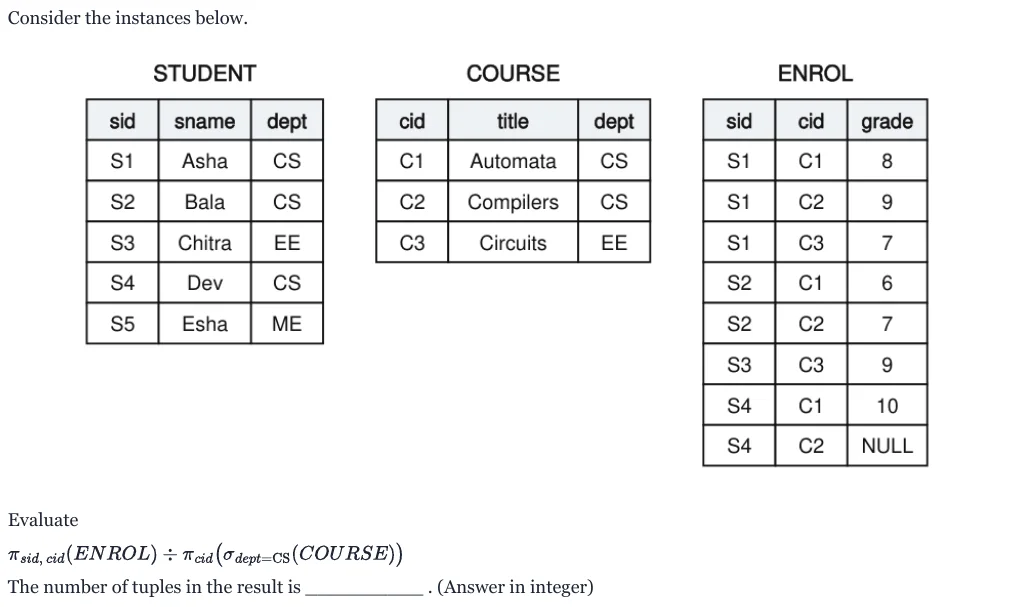 Consider the instances below.
STUDENT
sid sname dept
S1 Asha CS
S2 Bala CS
S3 Chitra EE
S4 Dev CS
S5 Esha ME
COURSE
cid title dept
C1 Automata CS
C2 Compilers CS
C3 Circuits EE
ENROL
sid cid grade
S1 C1 8
S1 C2 9
S1 C3 7
S2 C1 6
S2 C2 7
S3 C3 9
S4 C1 10
S4 C2 NULL
Evaluate
π sid, cid (ENROL) ÷ π cid (σ dept=CS (COURSE))
The number of tuples in the result is ____________ . (Answer in integer)